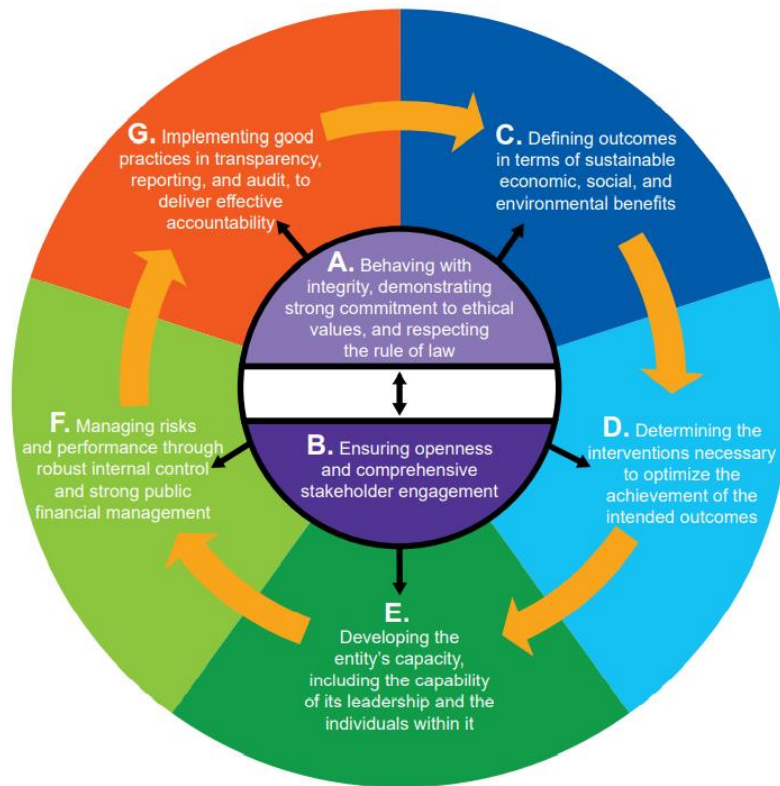 A. Behaving with
integrity, demonstrating
strong commitment to ethical
values, and respecting
the rule of law
B. Ensuring openness
and comprehensive
stakeholder engagement
C. Defining outcomes
in terms of sustainable
economic, social, and
environmental benefits
D. Determining the
interventions necessary
to optimize the
achievement of the
intended outcomes
E.
Developing the
entity’s capacity,
including the capability
of its leadership and the
individuals within it
F. Managing risks
and performance through
robust internal control
and strong public
financial management
G. Implementing good
practices in transparency,
reporting, and audit, to
deliver effective
accountability